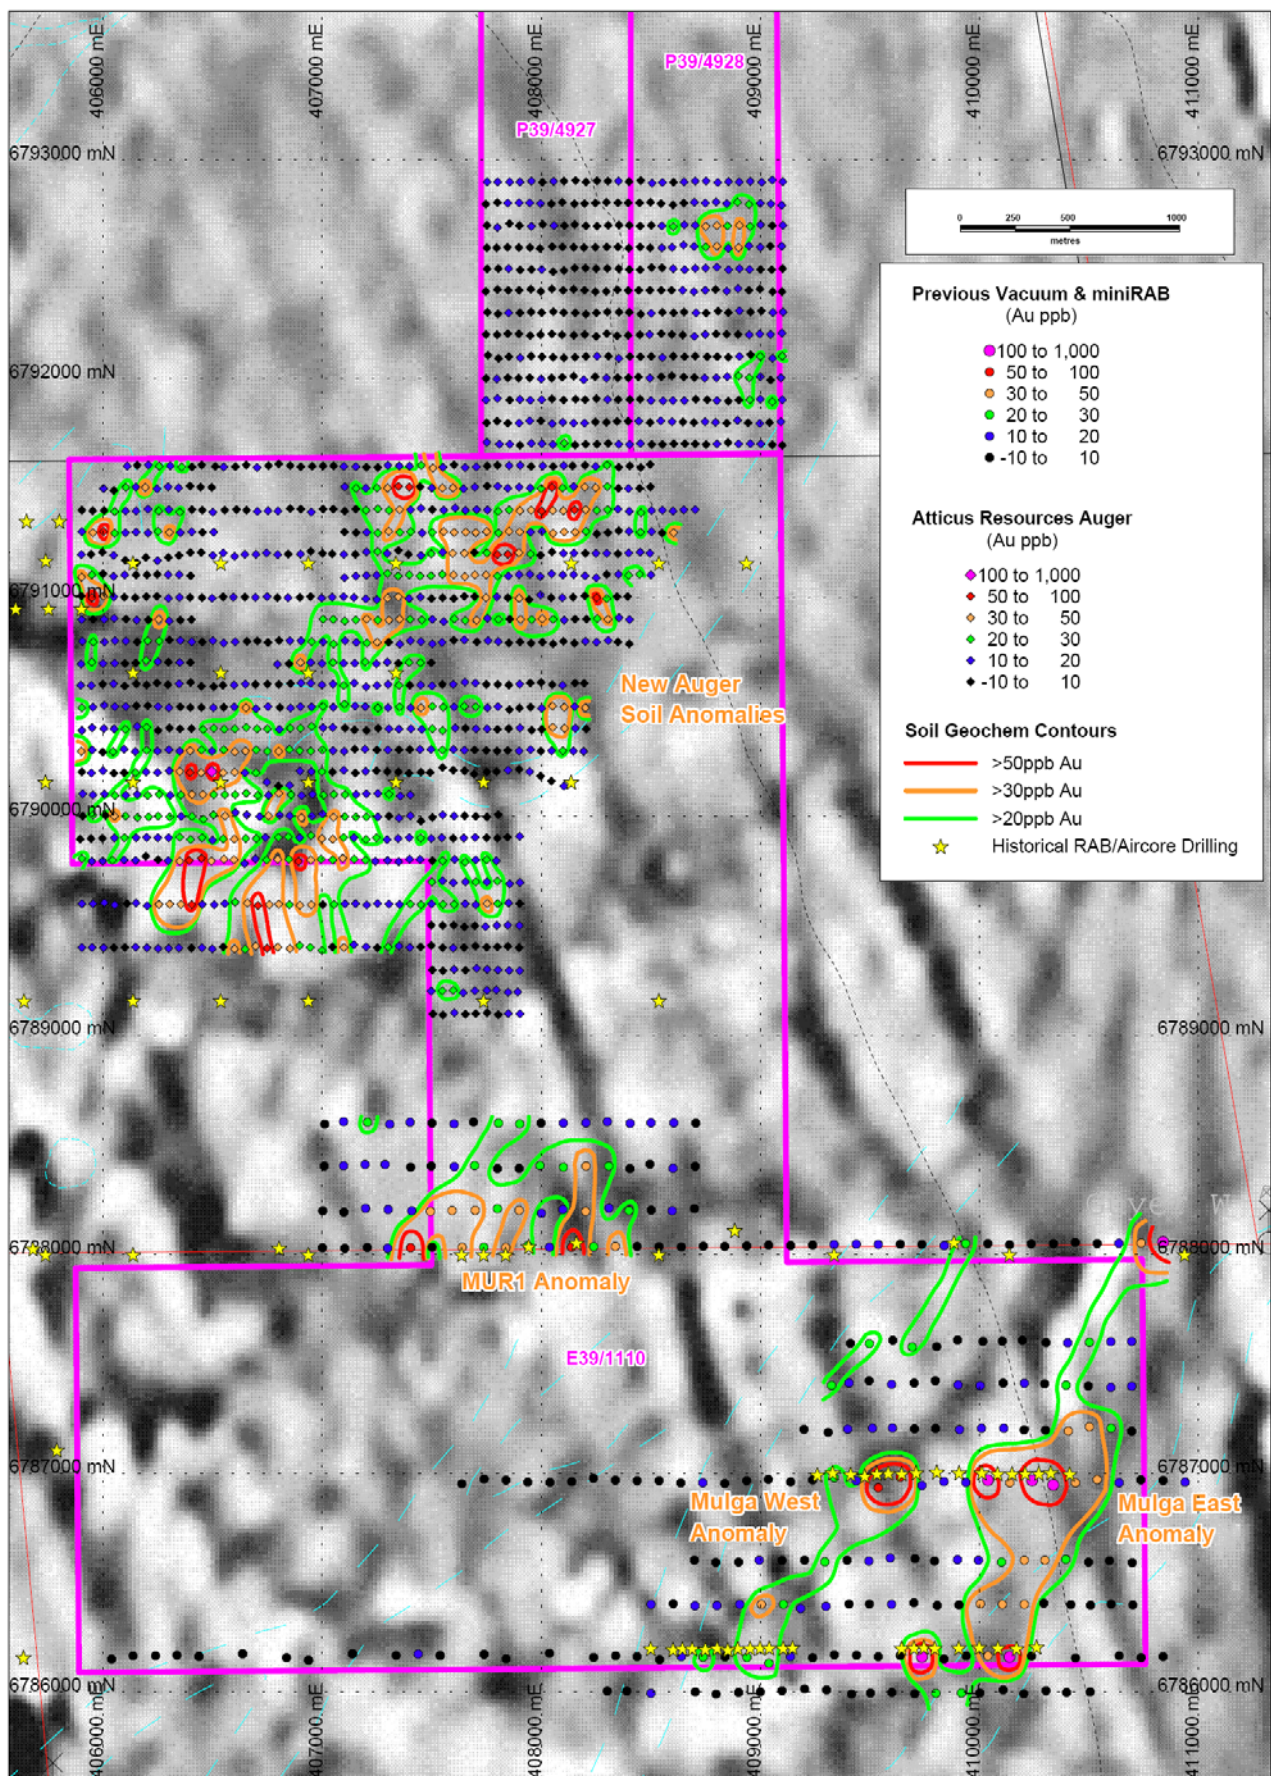 406000 mE
407000 mE
408000 mE
409000 mE
410000 mE
411000 mE
P39/4928
P39/4927
6793000 mN
6793000 mN
0 250 500 1000
metres
Previous Vacuum & miniRAB
(Au ppb)
100 to 1,000
50 to 100
30 to 50
20 to 30
10 to 20
-10 to 10
6792000 mN
Atticus Resources Auger
(Au ppb)
100 to 1,000
50 to 100
30 to 50
20 to 30
10 to 20
-10 to 10
6791000 mN
New Auger
Soil Anomalies
Soil Geochem Contours
>50ppb Au
>30ppb Au
>20ppb Au
Historical RAB/Aircore Drilling
6790000 mN
6789000 mN
6789000 mN
6788000 mN
6788000 mN
MUR1 Anomaly
E39/1110
6787000 mN
6787000 mN
Mulga West
Anomaly
Mulga East
Anomaly
6786000 mN
6786000 mN
406000 mE
407000 mE
408000 mE
409000 mE
410000 mE
411000 mE